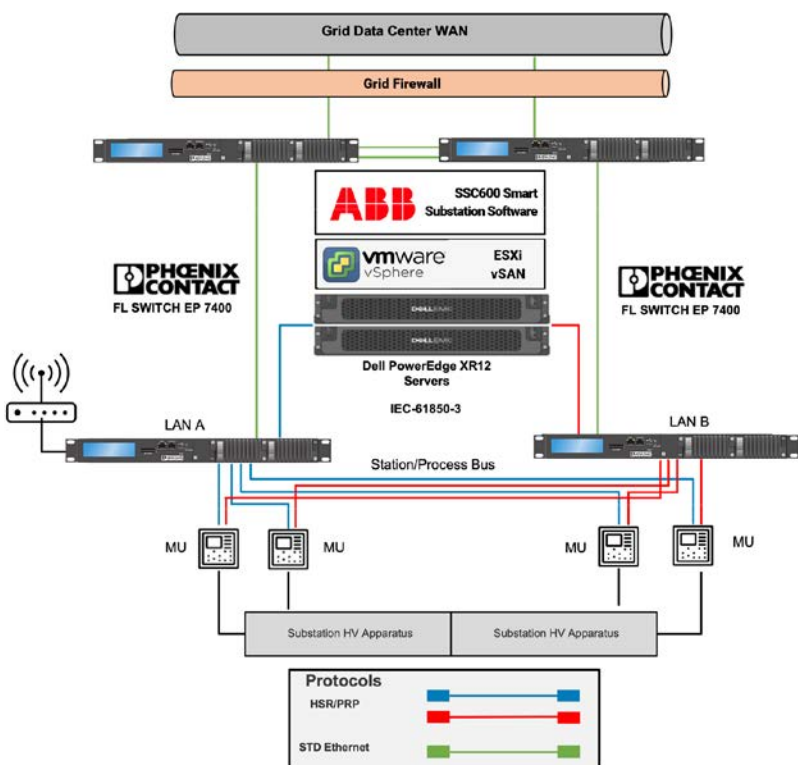 Grid Data Center WAN
Grid Firewall
ABB
SSC600 Smart
Substation Software
vmware
vSphere
ESXi
vSAN
PHŒNIX
CONTACT
FL SWITCH EP 7400
PHŒNIX
CONTACT
FL SWITCH EP 7400
DELL EMC
DELL EMC
Dell PowerEdge XR12
Servers
IEC-61850-3
LAN A
LAN B
Station/Process Bus
MU
MU
MU
MU
Substation HV Apparatus
Substation HV Apparatus
Protocols
HSR/PRP
STD Ethernet